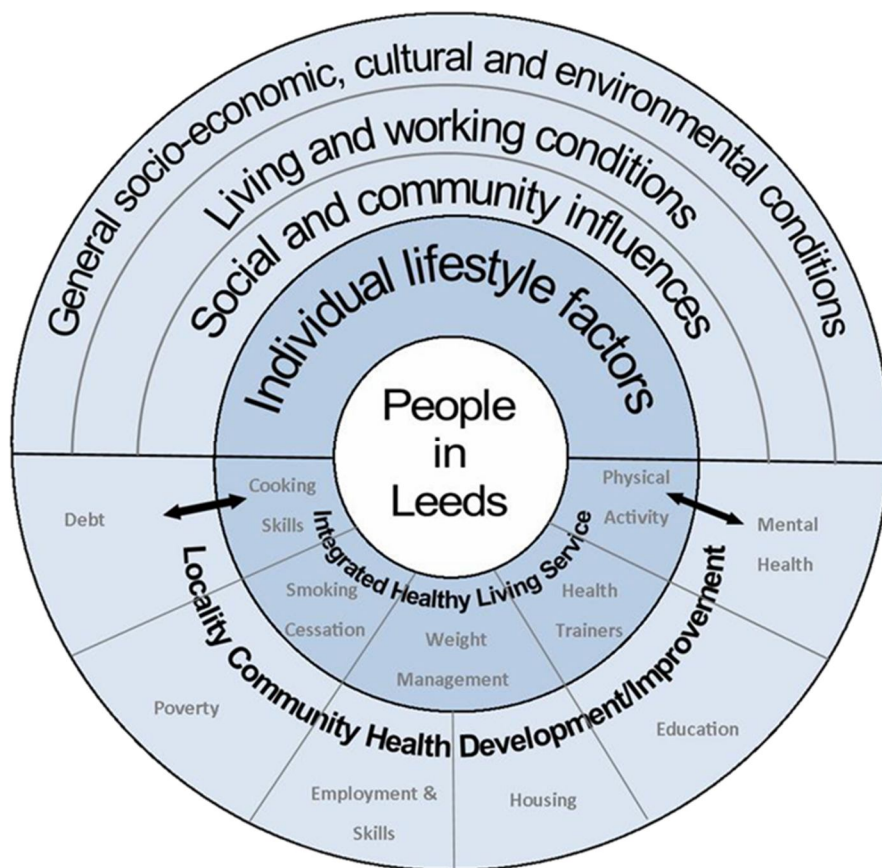 General socio-economic, cultural and environmental conditions
Living and working conditions
Social and community influences
Individual lifestyle factors
People
in
Leeds
Cooking
Skills
Physical
Activity
Debt
Mental
Health
Integrated Healthy Living Service
Smoking
Cessation
Health
Trainers
Weight
Management
Locality Community Health Development/Improvement
Poverty
Education
Employment &
Skills
Housing